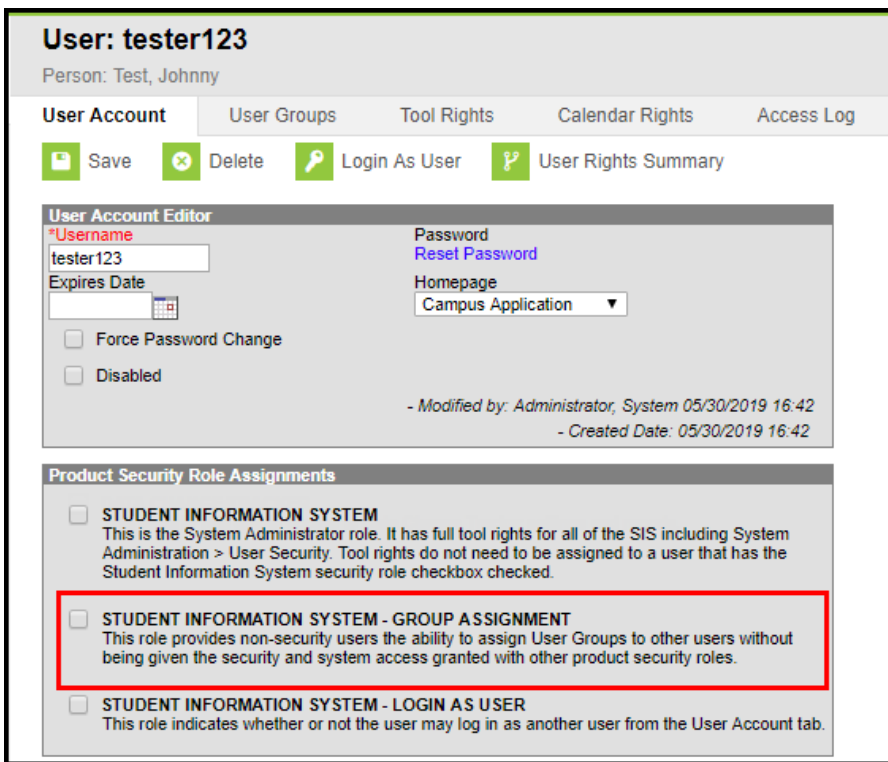 User: tester123
Person: Test, Johnny
User Account User Groups Tool Rights Calendar Rights Access Log
Save Delete Login As User User Rights Summary
User Account Editor
*Username Password
tester123 Reset Password
Expires Date Homepage
Campus Application
Force Password Change
Disabled
- Modified by: Administrator, System 05/30/2019 16:42
- Created Date: 05/30/2019 16:42
Product Security Role Assignments
STUDENT INFORMATION SYSTEM
This is the System Administrator role. It has full tool rights for all of the SIS including System
Administration > User Security. Tool rights do not need to be assigned to a user that has the
Student Information System security role checkbox checked.
STUDENT INFORMATION SYSTEM - GROUP ASSIGNMENT
This role provides non-security users the ability to assign User Groups to other users without
being given the security and system access granted with other product security roles.
STUDENT INFORMATION SYSTEM - LOGIN AS USER
This role indicates whether or not the user may log in as another user from the User Account tab.